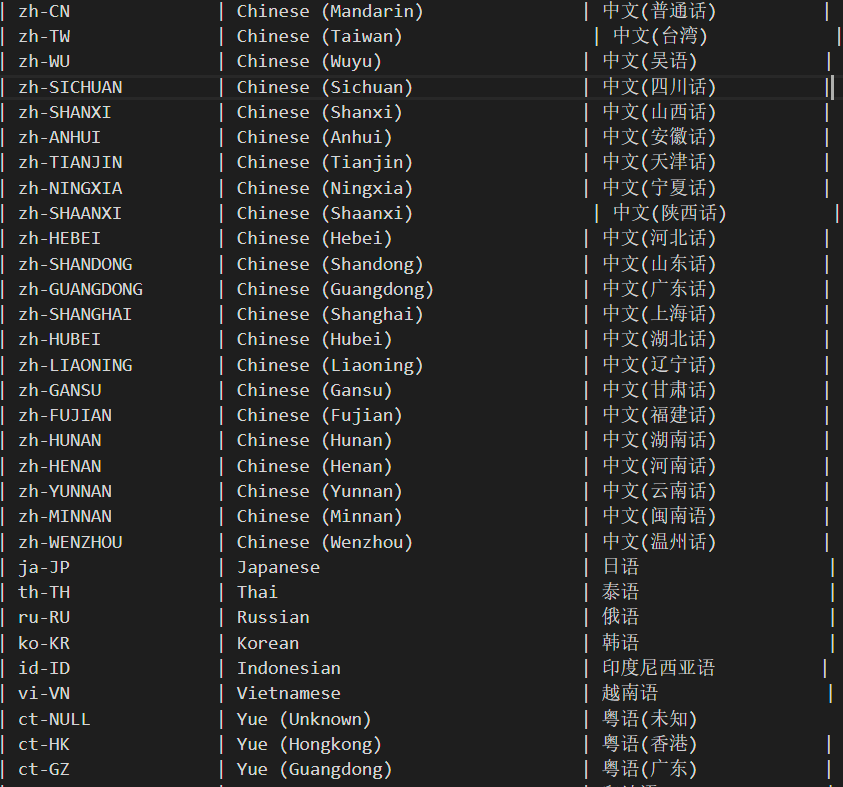 | zh-CN | Chinese (Mandarin) | 中文(普通话) |
| zh-TW | Chinese (Taiwan) | 中文(台湾) |
| zh-WU | Chinese (Wuyu) | 中文(吴语) |
| zh-SICHUAN | Chinese (Sichuan) | 中文(四川话) |
| zh-SHANXI | Chinese (Shanxi) | 中文(山西话) |
| zh-ANHUI | Chinese (Anhui) | 中文(安徽话) |
| zh-TIANJIN | Chinese (Tianjin) | 中文(天津话) |
| zh-NINGXIA | Chinese (Ningxia) | 中文(宁夏话) |
| zh-SHAANXI | Chinese (Shaanxi) | 中文(陕西话) |
| zh-HEBEI | Chinese (Hebei) | 中文(河北话) |
| zh-SHANDONG | Chinese (Shandong) | 中文(山东话) |
| zh-GUANGDONG | Chinese (Guangdong) | 中文(广东话) |
| zh-SHANGHAI | Chinese (Shanghai) | 中文(上海话) |
| zh-HUBEI | Chinese (Hubei) | 中文(湖北话) |
| zh-LIAONING | Chinese (Liaoning) | 中文(辽宁话) |
| zh-GANSU | Chinese (Gansu) | 中文(甘肃话) |
| zh-FUJIAN | Chinese (Fujian) | 中文(福建话) |
| zh-HUNAN | Chinese (Hunan) | 中文(湖南话) |
| zh-HENAN | Chinese (Henan) | 中文(河南话) |
| zh-YUNNAN | Chinese (Yunnan) | 中文(云南话) |
| zh-MINNAN | Chinese (Minnan) | 中文(闽南语) |
| zh-WENZHOU | Chinese (Wenzhou) | 中文(温州话) |
| ja-JP | Japanese | 日语 |
| th-TH | Thai | 泰语 |
| ru-RU | Russian | 俄语 |
| ko-KR | Korean | 韩语 |
| id-ID | Indonesian | 印度尼西亚语 |
| vi-VN | Vietnamese | 越南语 |
| ct-NULL | Yue (Unknown) | 粤语(未知)
| ct-HK | Yue (Hongkong) | 粤语(香港) |
| ct-GZ | Yue (Guangdong) | 粤语(广东) |